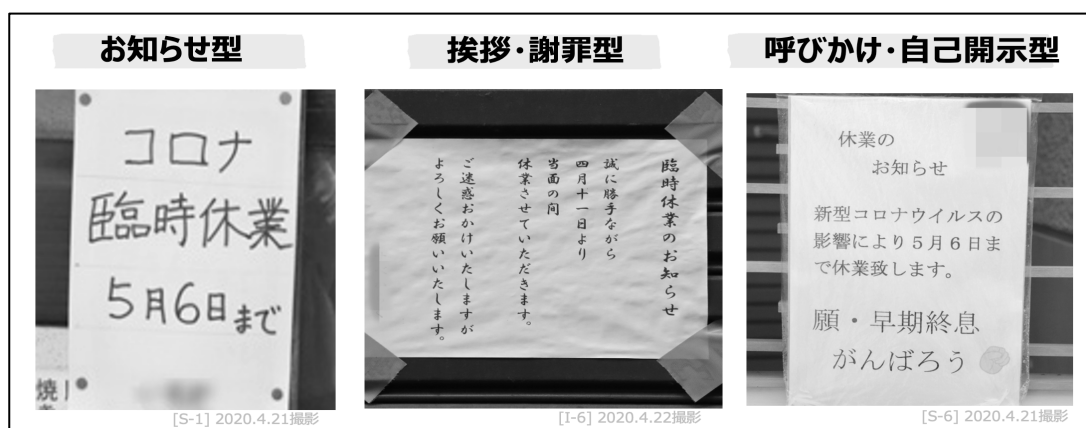 お知らせ型
コロナ
臨時休業
5月6日まで
焼
[S-1] 2020.4.21撮影
挨拶・謝罪型
臨時休業のお知らせ
誠に勝手ながら
四月十一日より
当面の間
休業させていただきます。
ご迷惑おかけいたしますが
よろしくお願いいたします。
[I-6] 2020.4.22撮影
呼びかけ・自己開示型
休業の
お知らせ
新型コロナウイルスの
影響により5月6日ま
で休業致します。
願・早期終息
がんばろう
[S-6] 2020.4.21撮影